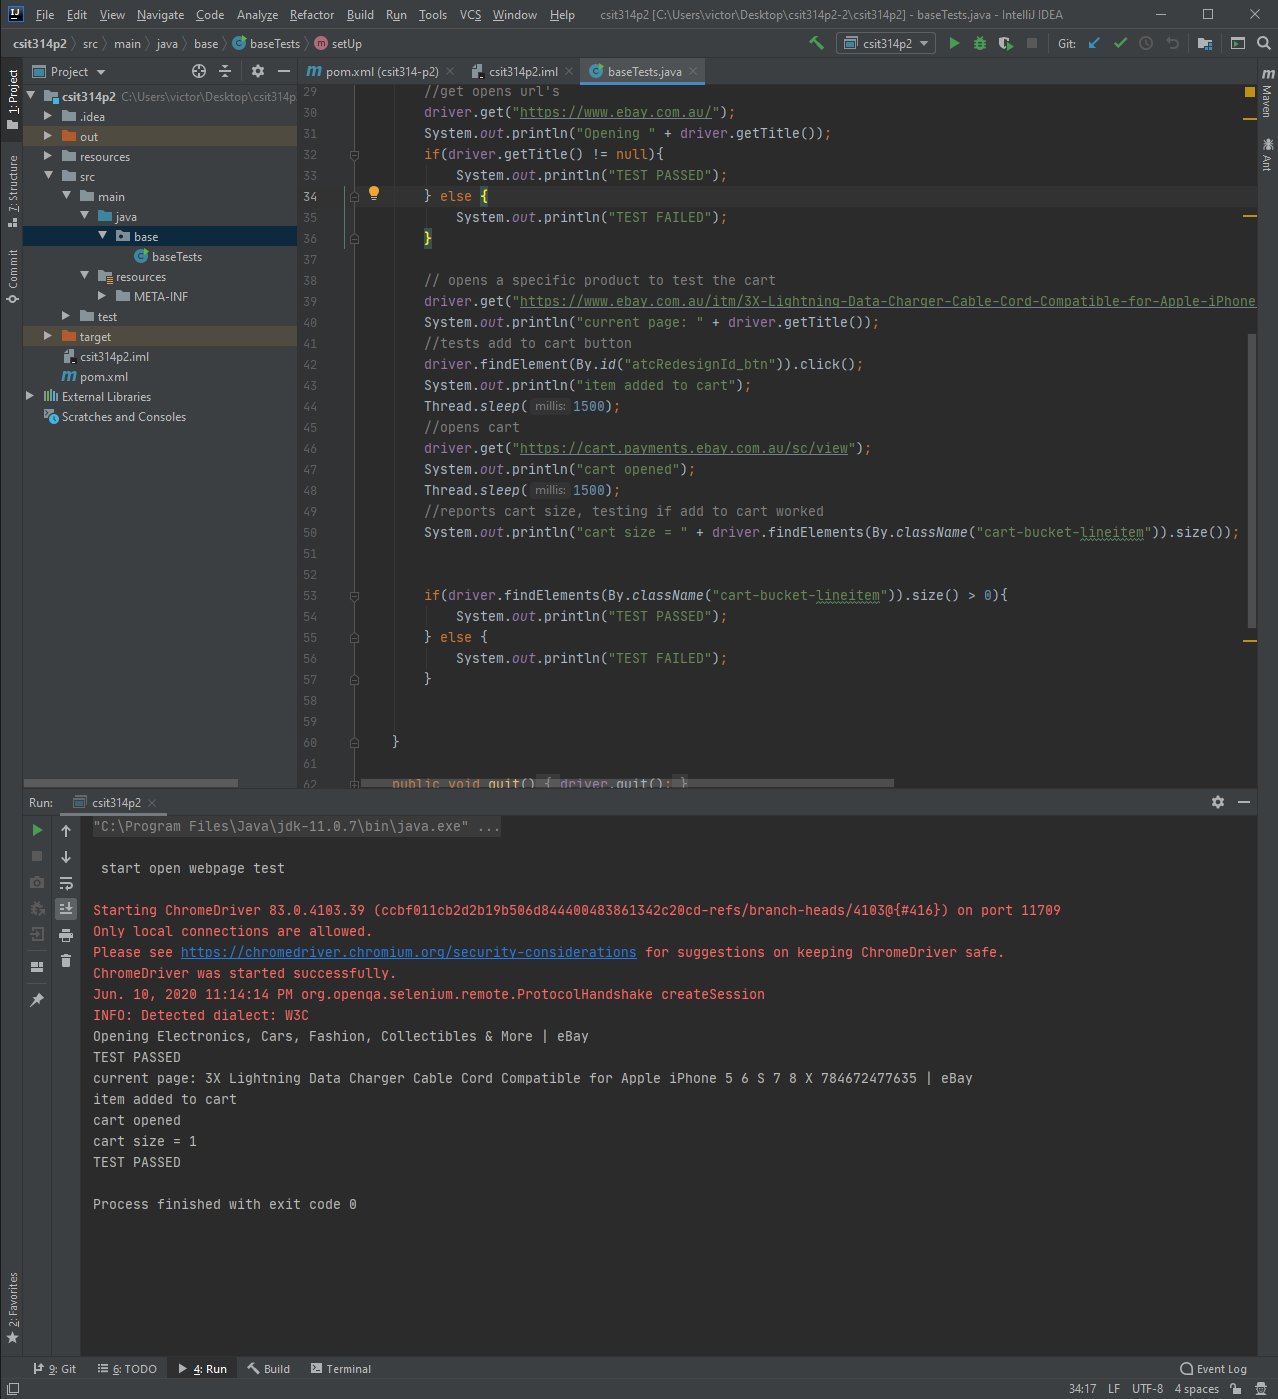 File Edit View Navigate Code Analyze Refactor Build Run Tools VCS Window Help csit314p2 [C:\Users\victor\Desktop\csit314p2-2\csit314p2] - baseTests.java - IntelliJ IDEA
csit314p2 src main java base baseTests setUp csit314p2 Git:
Project pom.xml (csit314-p2) csit314p2.iml baseTests.java
1: Project
7: Structure
Commit
2: Favorites
Maven
Ant
csit314p2 C:\Users\victor\Desktop\csit314p
.idea
out
resources
src
main
java
base
baseTests
resources
META-INF
test
target
csit314p2.iml
pom.xml
External Libraries
Scratches and Consoles
29 //get opens url's
30 driver.get("https://www.ebay.com.au/");
31 System.out.println("Opening " + driver.getTitle());
32 if(driver.getTitle() != null){
33 System.out.println("TEST PASSED");
34 } else {
35 System.out.println("TEST FAILED");
36 }
37
38 // opens a specific product to test the cart
39 driver.get("https://www.ebay.com.au/itm/3X-Lightning-Data-Charger-Cable-Cord-Compatible-for-Apple-iPhone
40 System.out.println("current page: " + driver.getTitle());
41 //tests add to cart button
42 driver.findElement(By.id("atcRedesignId_btn")).click();
43 System.out.println("item added to cart");
44 Thread.sleep( millis: 1500);
45 //opens cart
46 driver.get("https://cart.payments.ebay.com.au/sc/view");
47 System.out.println("cart opened");
48 Thread.sleep( millis: 1500);
49 //reports cart size, testing if add to cart worked
50 System.out.println("cart size = " + driver.findElements(By.className("cart-bucket-lineitem")).size());
51
52
53 if(driver.findElements(By.className("cart-bucket-lineitem")).size() > 0){
54 System.out.println("TEST PASSED");
55 } else {
56 System.out.println("TEST FAILED");
57 }
58
59
60 }
61
62 public void quit() { driver.quit(); }
Run: csit314p2
"C:\Program Files\Java\jdk-11.0.7\bin\java.exe" ...
start open webpage test
Starting ChromeDriver 83.0.4103.39 (ccbf011cb2d2b19b506d844400483861342c20cd-refs/branch-heads/4103@{#416}) on port 11709
Only local connections are allowed.
Please see https://chromedriver.chromium.org/security-considerations for suggestions on keeping ChromeDriver safe.
ChromeDriver was started successfully.
Jun. 10, 2020 11:14:14 PM org.openqa.selenium.remote.ProtocolHandshake createSession
INFO: Detected dialect: W3C
Opening Electronics, Cars, Fashion, Collectibles & More | eBay
TEST PASSED
current page: 3X Lightning Data Charger Cable Cord Compatible for Apple iPhone 5 6 S 7 8 X 784672477635 | eBay
item added to cart
cart opened
cart size = 1
TEST PASSED
Process finished with exit code 0
9: Git 6: TODO 4: Run Build Terminal Event Log
34:17 LF UTF-8 4 spaces